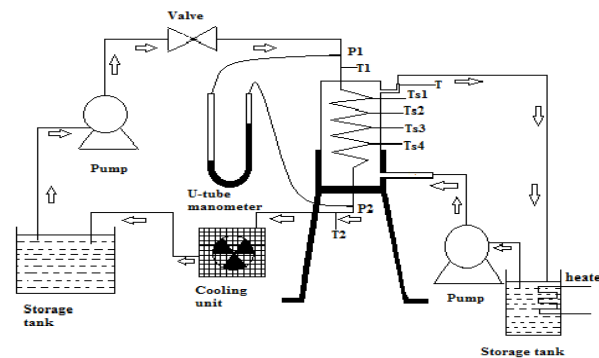 Valve
P1
T1
T
Ts1
Ts2
Ts3
Ts4
Pump
U-tube
manometer
P2
T2
Cooling
unit
Storage
tank
Pump
heate
Storage tank